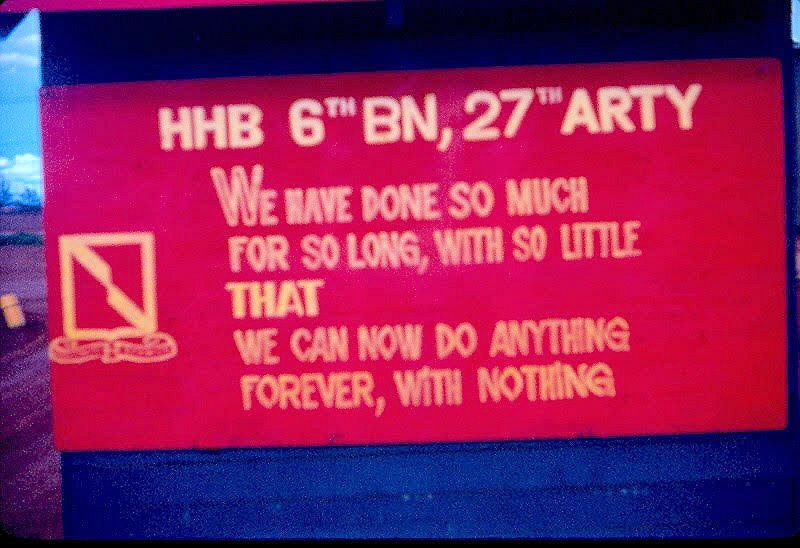 HHB 6TH BN, 27TH ARTY
WE HAVE DONE SO MUCH
FOR SO LONG, WITH SO LITTLE
THAT
WE CAN NOW DO ANYTHING
FOREVER, WITH NOTHING